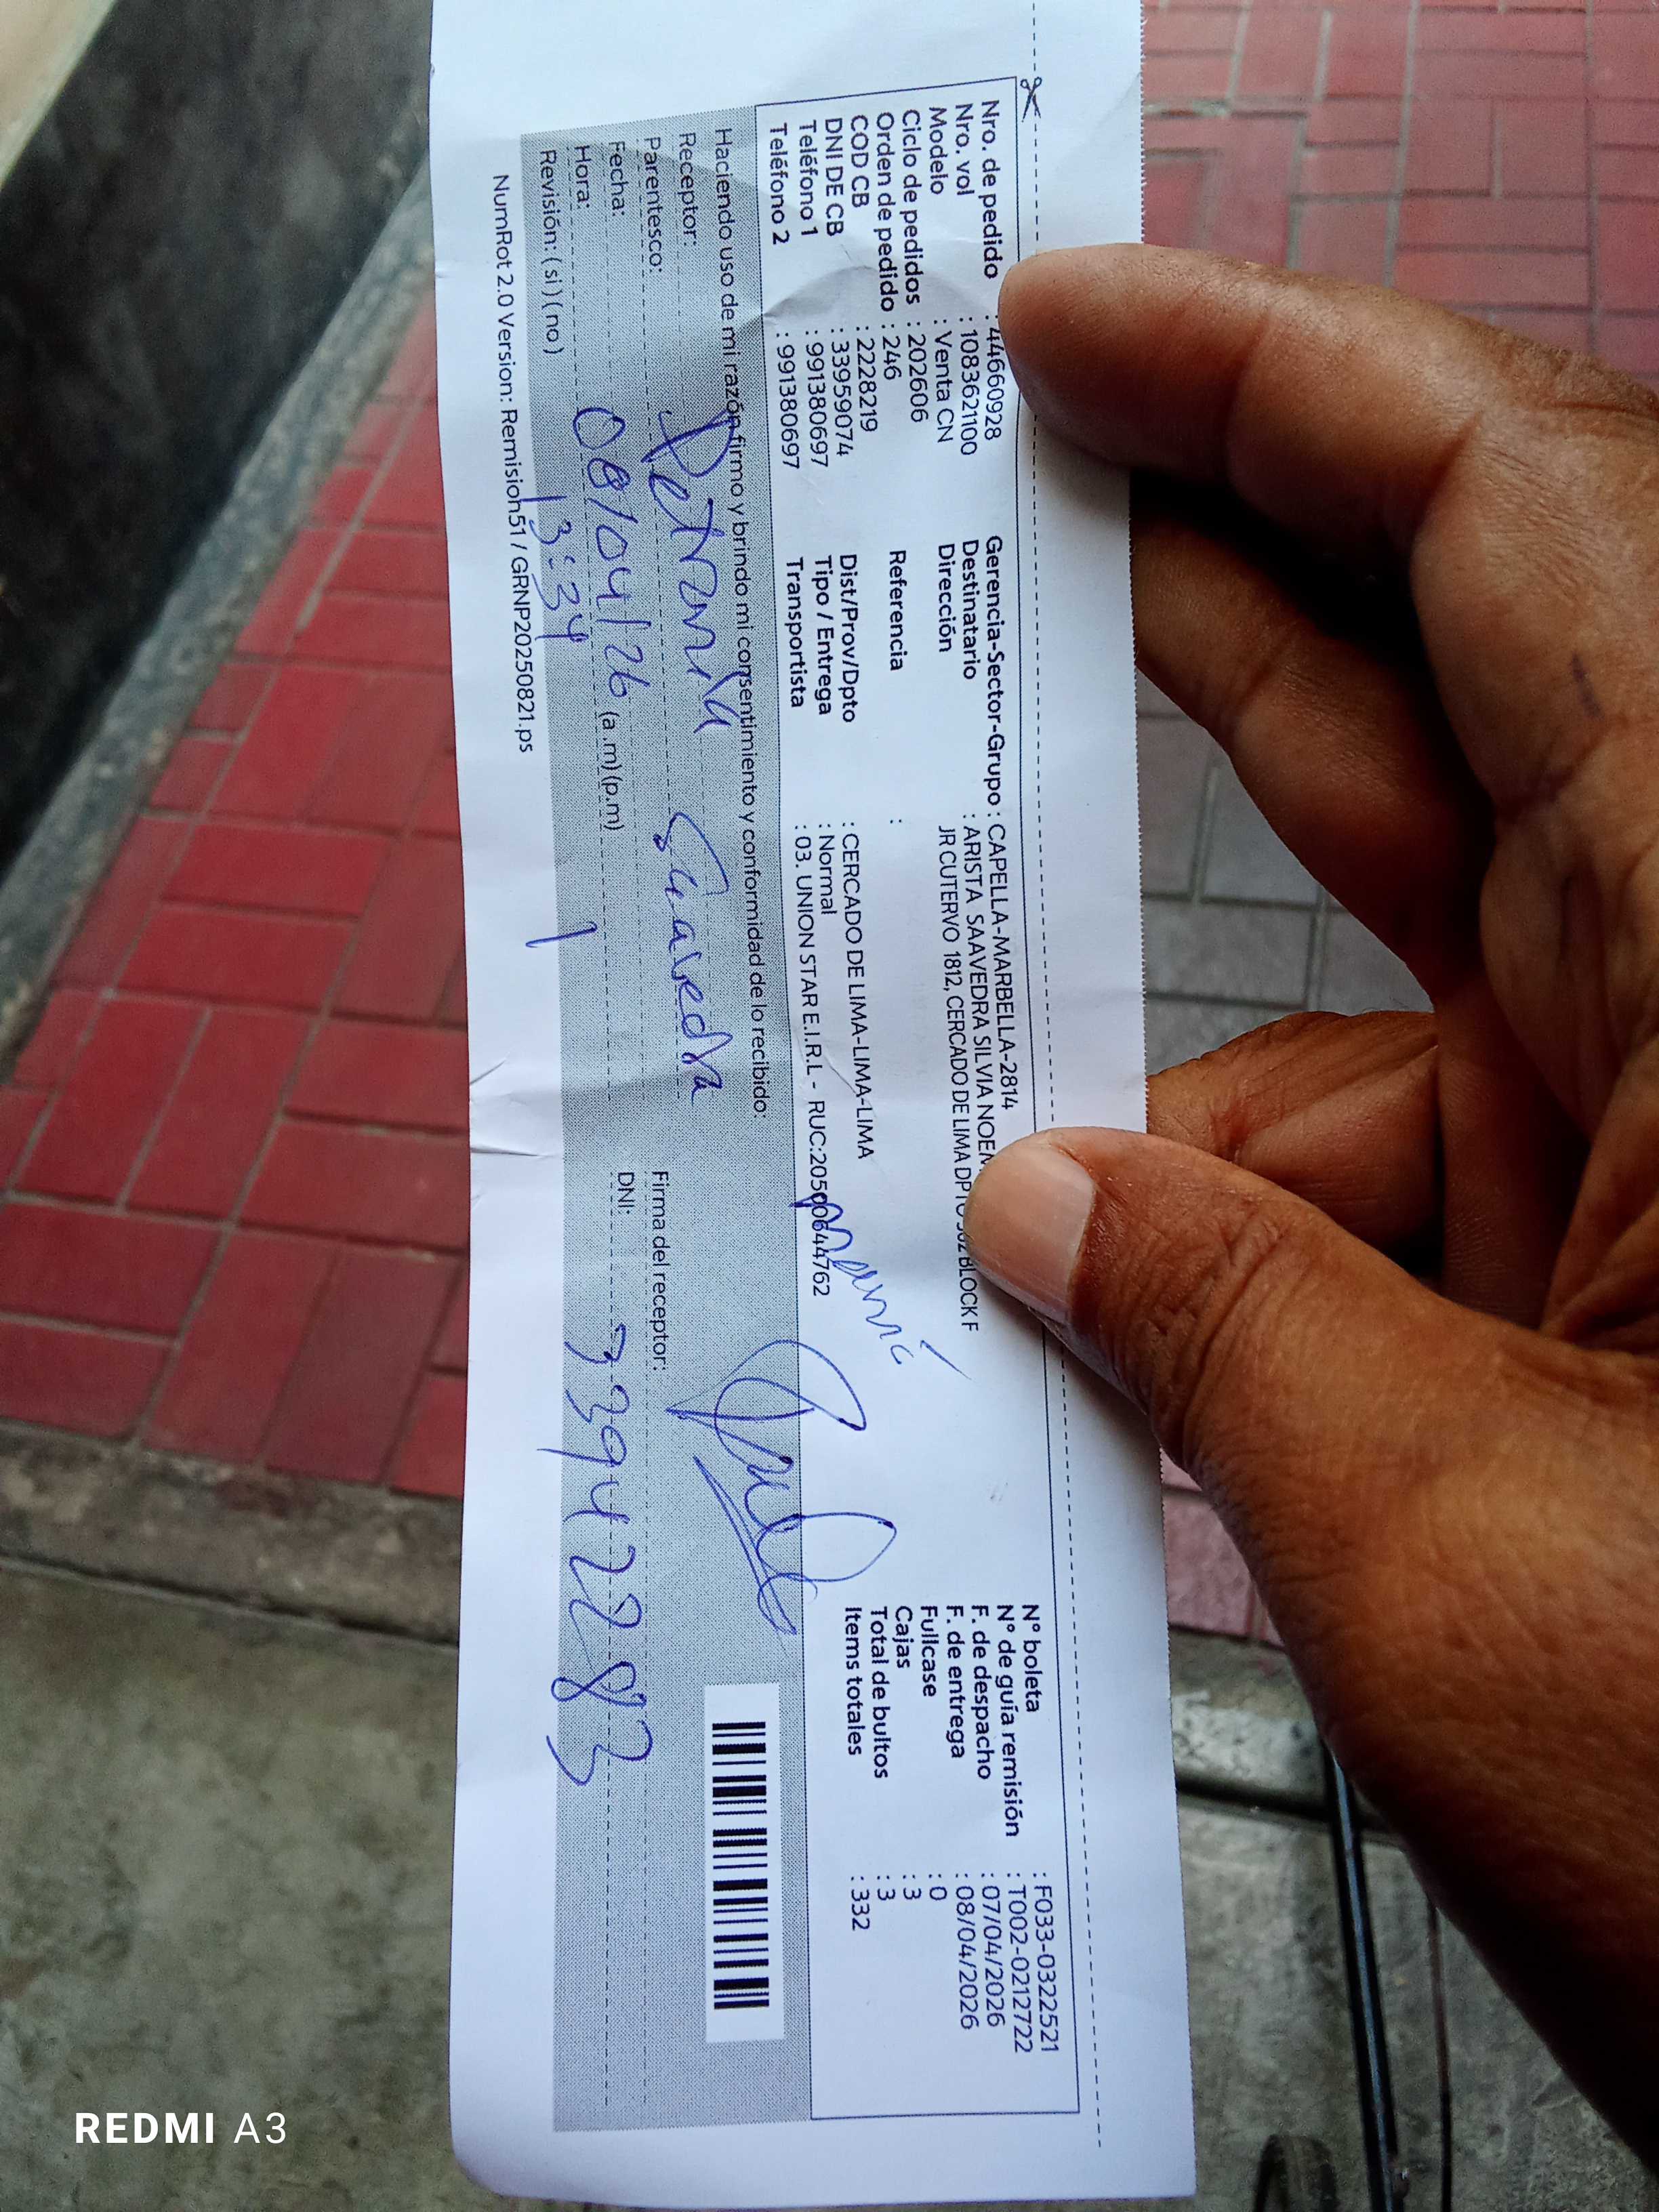 Nro. de pedido : 446660928
Nro. vol : 1083621100
Modelo : Venta CN
Ciclo de pedidos : 202606
Orden de pedido : 246
COD CB : 2228219
DNI DE CB : 33959074
Teléfono 1 : 991380697
Teléfono 2 : 991380697
Gerencia-Sector-Grupo : CAPELLA-MARBELLA-2814
Destinatario : ARISTA SAAVEDRA SILVIA
Dirección JR CUTERVO 1812, CERCADO DE LIMA DPTO BLOCK F
Referencia :
Dist/Prov/Dpto : CERCADO DE LIMA-LIMA-LIMA
Tipo / Entrega : Normal
Transportista : 03. UNION STAR E.I.R.L - RUC:20500644762
N° boleta : F033-0322521
N° de guía remisión : T002-0212722
F. de despacho : 07/04/2026
F. de entrega : 08/04/2026
Fullcase : 0
Cajas : 3
Total de bultos : 3
Items totales : 332
mamá
Haciendo uso de mi razón firmo y brindo mi consentimiento y conformidad de lo recibido:
Receptor: Petronila Saavedra
Parentesco:
Fecha: 08/04/26 (a.m)(p.m)
Hora: 3:34
Revisión: ( si )( no )
Firma del receptor:
DNI: 33947283
NumRot 2.0 Version: Remision51 / GRNP20250821.ps
REDMI A3